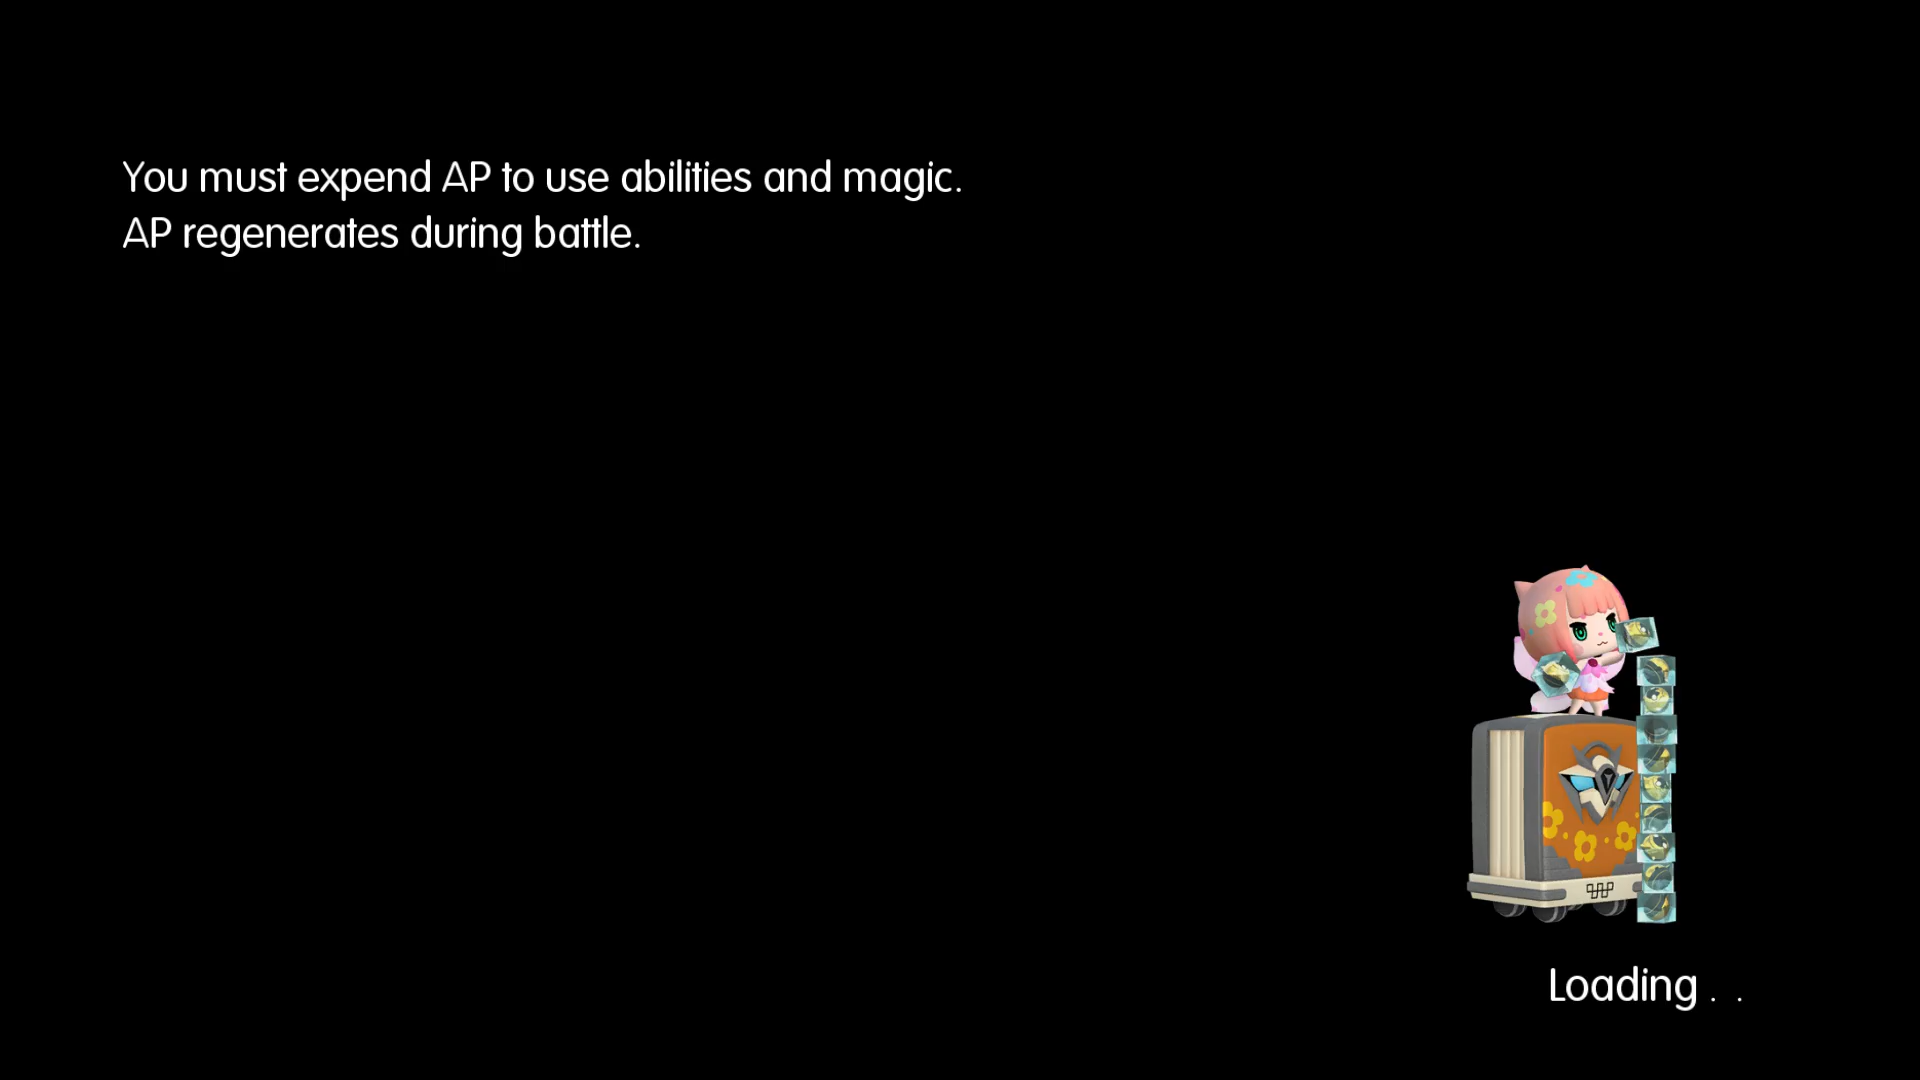 You must expend AP to use abilities and magic.
AP regenerates during battle.
Loading . .